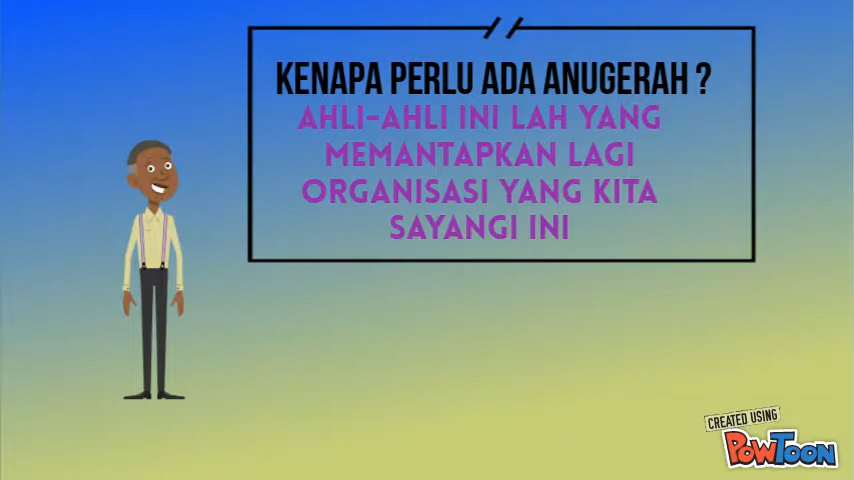 KENAPA PERLU ADA ANUGERAH ?
AHLI-AHLI INI LAH YANG
MEMANTAPKAN LAGI
ORGANISASI YANG KITA
SAYANGI INI
CREATED USING
POWTOON